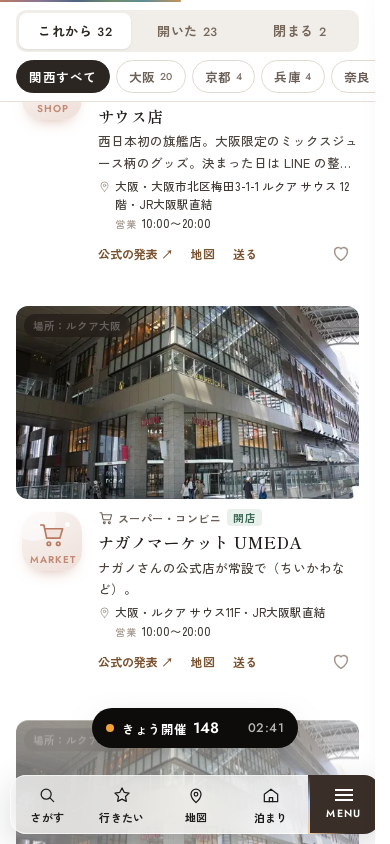 これから 32
開いた 23
閉まる 2
関西すべて
大阪 20
京都 4
兵庫 4
奈良
SHOP
サウス店
西日本初の旗艦店。大阪限定のミックスジュ
ース柄のグッズ。決まった日は LINE の整…
大阪・大阪市北区梅田3-1-1 ルクア サウス 12
階・JR大阪駅直結
営業 10:00〜20:00
公式の発表 ↗ 地図 送る
場所：ルクア大阪
MARKET
スーパー・コンビニ 開店
ナガノマーケット UMEDA
ナガノさんの公式店が常設で（ちいかわな
ど）。
大阪・ルクア サウス11F・JR大阪駅直結
営業 10:00〜20:00
公式の発表 ↗ 地図 送る
場所：ルクア
きょう開催 148 02:41
さがす
行きたい
地図
泊まり
MENU